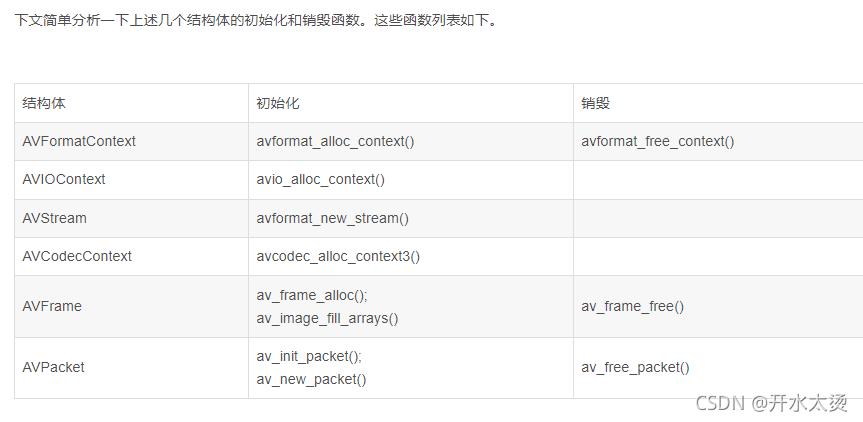 下文简单分析一下上述几个结构体的初始化和销毁函数。这些函数列表如下。
结构体 初始化 销毁
AVFormatContext avformat_alloc_context() avformat_free_context()
AVIOContext avio_alloc_context()
AVStream avformat_new_stream()
AVCodecContext avcodec_alloc_context3()
AVFrame av_frame_alloc(); av_frame_free()
av_image_fill_arrays()
AVPacket av_init_packet(); av_free_packet()
av_new_packet()
CSDN @开水太烫